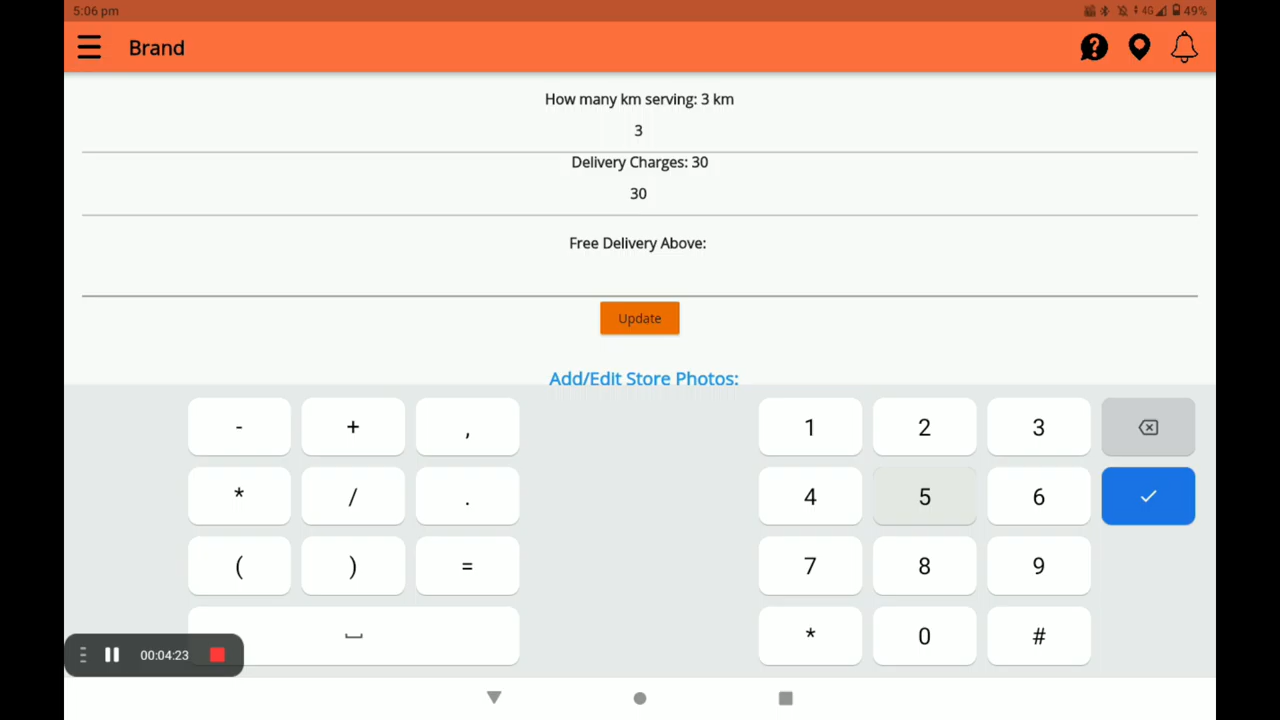 5:06 pm
4G 49%
Brand
How many km serving: 3 km
3
Delivery Charges: 30
30
Free Delivery Above:
Update
Add/Edit Store Photos:
- + , 1 2 3
* / . 4 5 6
( ) = 7 8 9
* 0 #
00:04:23